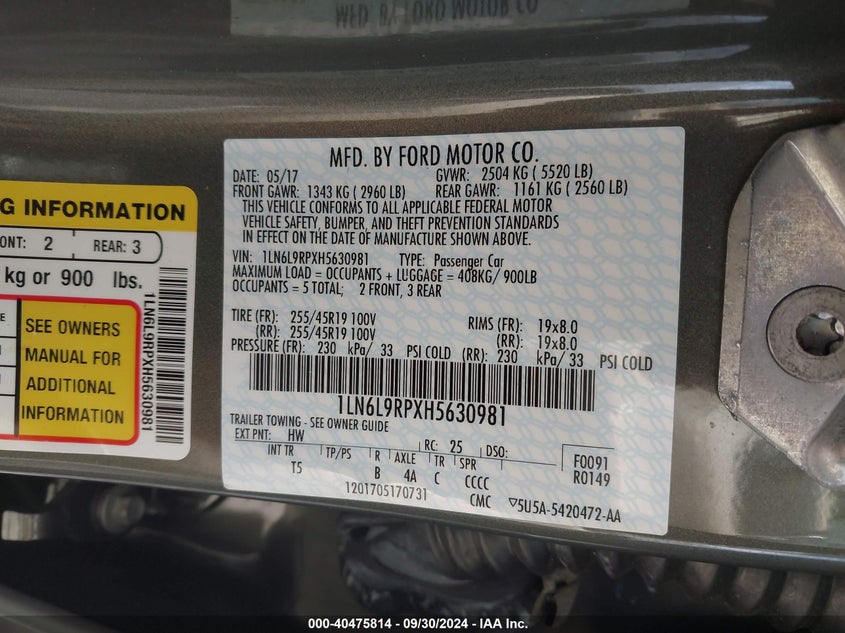 MFD. BY FORD MOTOR CO
MFD. BY FORD MOTOR CO.
DATE: 05/17 GVWR: 2504 KG ( 5520 LB)
FRONT GAWR: 1343 KG ( 2960 LB) REAR GAWR: 1161 KG ( 2560 LB)
THIS VEHICLE CONFORMS TO ALL APPLICABLE FEDERAL MOTOR
VEHICLE SAFETY, BUMPER, AND THEFT PREVENTION STANDARDS
IN EFFECT ON THE DATE OF MANUFACTURE SHOWN ABOVE.
VIN: 1LN6L9RPXH5630981 TYPE: Passenger Car
MAXIMUM LOAD = OCCUPANTS + LUGGAGE = 408KG/ 900LB
OCCUPANTS = 5 TOTAL; 2 FRONT, 3 REAR
TIRE (FR): 255/45R19 100V RIMS (FR): 19x8.0
(RR): 255/45R19 100V (RR): 19x8.0
PRESSURE (FR): 230 kPa/ 33 PSI COLD (RR): 230 kPa/ 33 PSI COLD
1LN6L9RPXH5630981
TRAILER TOWING - SEE OWNER GUIDE
EXT PNT: HW RC: 25 DSO: F0091
INT TR TP/PS R AXLE TR SPR R0149
T5 B 4A C CCCC
1201705170731 CMC ▽5U5A-5420472-AA
G INFORMATION
ONT: 2 REAR: 3
kg or 900 lbs.
SEE OWNERS
MANUAL FOR
ADDITIONAL
INFORMATION
1LN6L9RPXH5630981
000-40475814 - 09/30/2024 - IAA Inc.